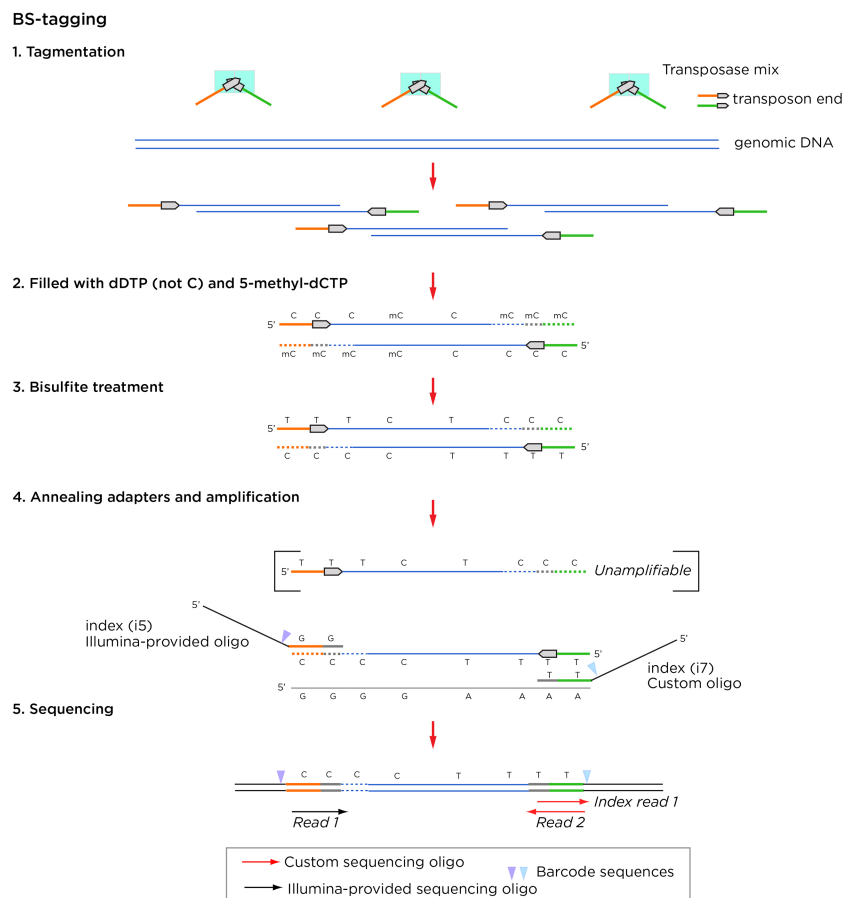 BS-tagging
1. Tagmentation
Transposase mix
transposon end
genomic DNA
2. Filled with dDTP (not C) and 5-methyl-dCTP
C C C mC C mC mC mC
5'
5'
mC mC mC mC C C C C
3. Bisulfite treatment
T T T C T C C C
5'
5'
C C C C T T T T
4. Annealing adapters and amplification
T T T C T C C C
5'
Unamplifiable
5'
index (i5)
Illumina-provided oligo
G G
5'
5'
C C C C T T T T
index (i7)
Custom oligo
T T
5'
G G G G A A A A
5. Sequencing
C C C C T T T T
Index read 1
Read 1
Read 2
Custom sequencing oligo
Barcode sequences
Illumina-provided sequencing oligo